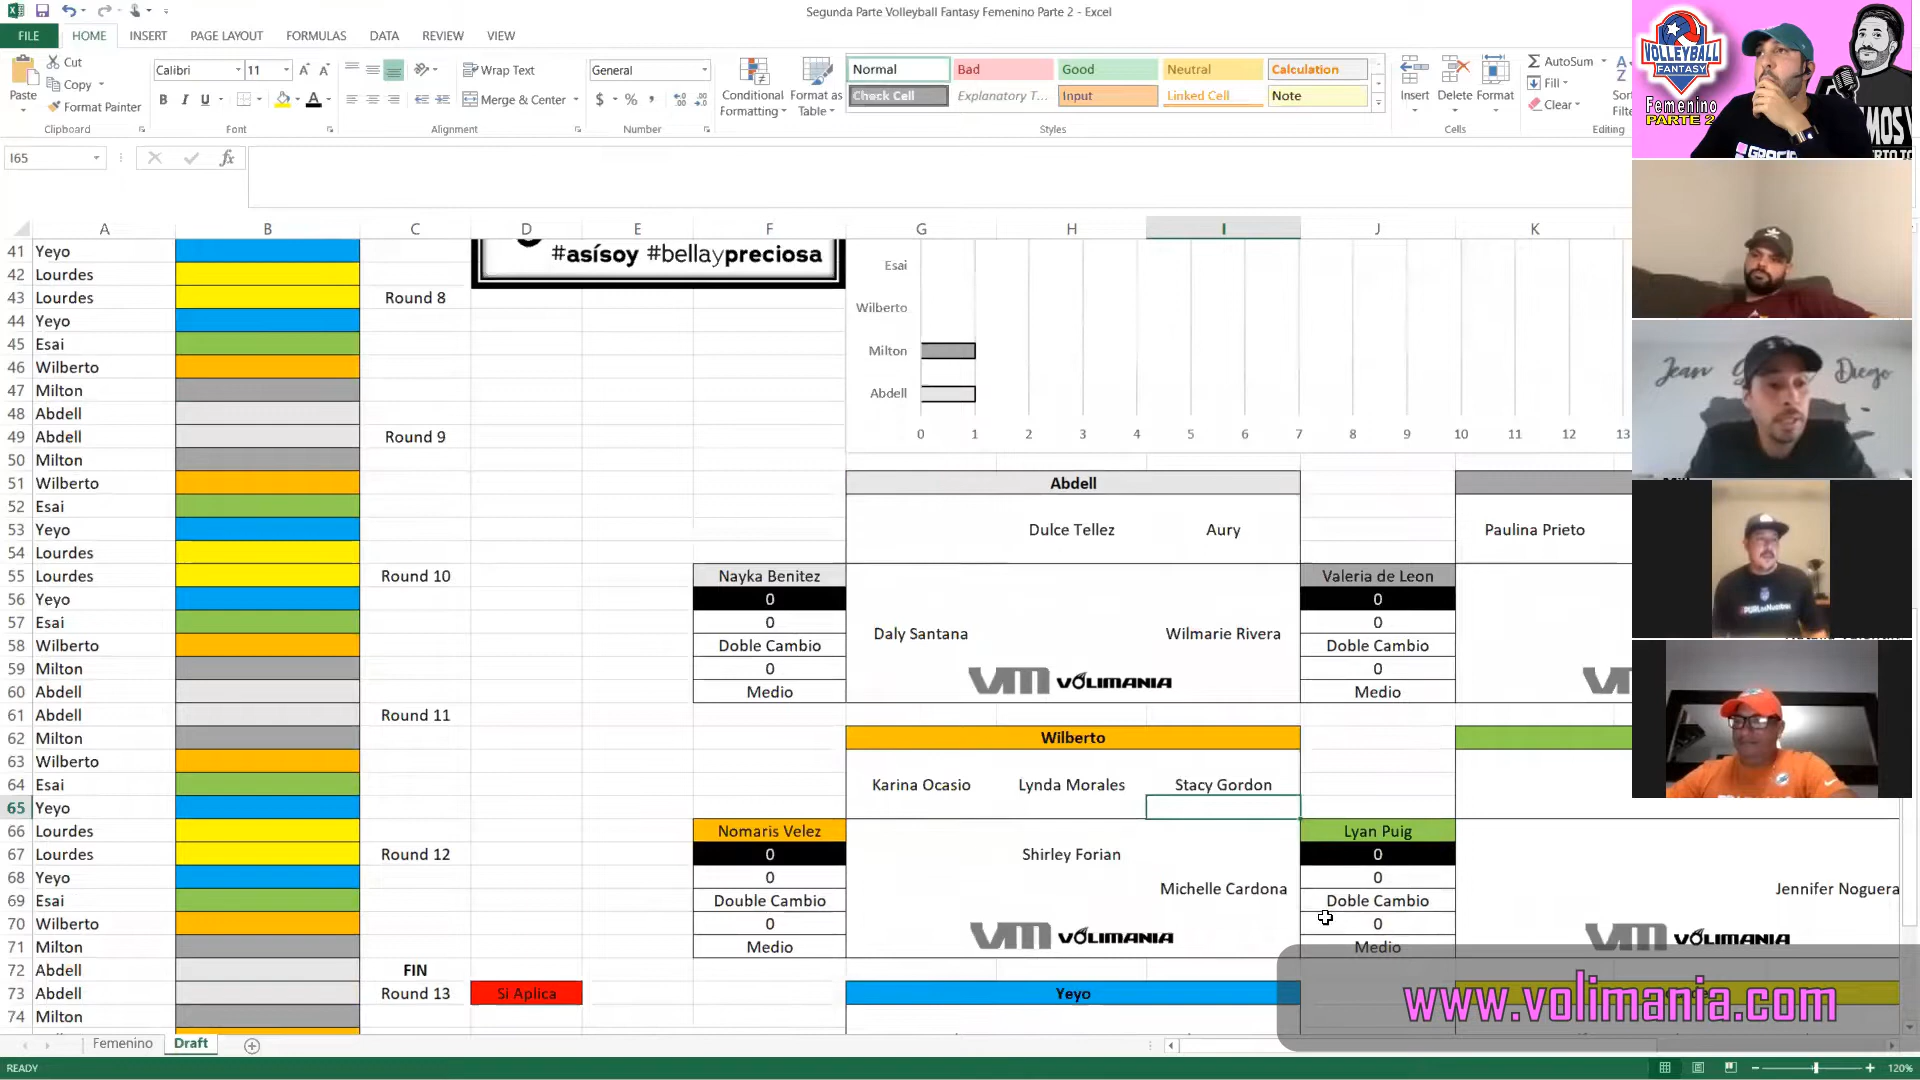 Segunda Parte Volleyball Fantasy Femenino Parte 2 - Excel
FILE HOME INSERT PAGE LAYOUT FORMULAS DATA REVIEW VIEW
Paste Cut Copy Format Painter
Calibri 11
B I U
Wrap Text
Merge & Center
General
$ %
Conditional Formatting
Format as Table
Normal Bad Good Neutral Calculation
Check Cell Explanatory T... Input Linked Cell Note
Insert Delete Format
AutoSum
Fill
Clear
Clipboard Font Alignment Number Styles Cells Editing
I65
fx
A B C D E F G H I J K
41 Yeyo
42 Lourdes
43 Lourdes Round 8
44 Yeyo
45 Esai
46 Wilberto
47 Milton
48 Abdell
49 Abdell Round 9
50 Milton
51 Wilberto
52 Esai
53 Yeyo
54 Lourdes
55 Lourdes Round 10
56 Yeyo
57 Esai
58 Wilberto
59 Milton
60 Abdell
61 Abdell Round 11
62 Milton
63 Wilberto
64 Esai
65 Yeyo
66 Lourdes
67 Lourdes Round 12
68 Yeyo
69 Esai
70 Wilberto
71 Milton
72 Abdell FIN
73 Abdell Round 13 Si Aplica
74 Milton
#asísoy #bellaypreciosa
Esai
Wilberto
Milton
Abdell
0 1 2 3 4 5 6 7 8 9 10 11 12 13
Abdell
Dulce Tellez Aury
Paulina Prieto
Nayka Benitez
0
0
Doble Cambio
0
Medio
Daly Santana Wilmarie Rivera
VM VOLIMANIA
Valeria de Leon
0
0
Doble Cambio
0
Medio
Wilberto
Karina Ocasio Lynda Morales Stacy Gordon
Nomaris Velez
0
0
Double Cambio
0
Medio
Shirley Forian
Michelle Cardona
VM VOLIMANIA
Lyan Puig
0
0
Doble Cambio
0
Medio
Jennifer Noguera
VM VOLIMANIA
Yeyo
www.volimania.com
Femenino Draft
READY
120%
VOLLEYBALL
FANTASY
Femenino
PARTE 2
Jean Diego